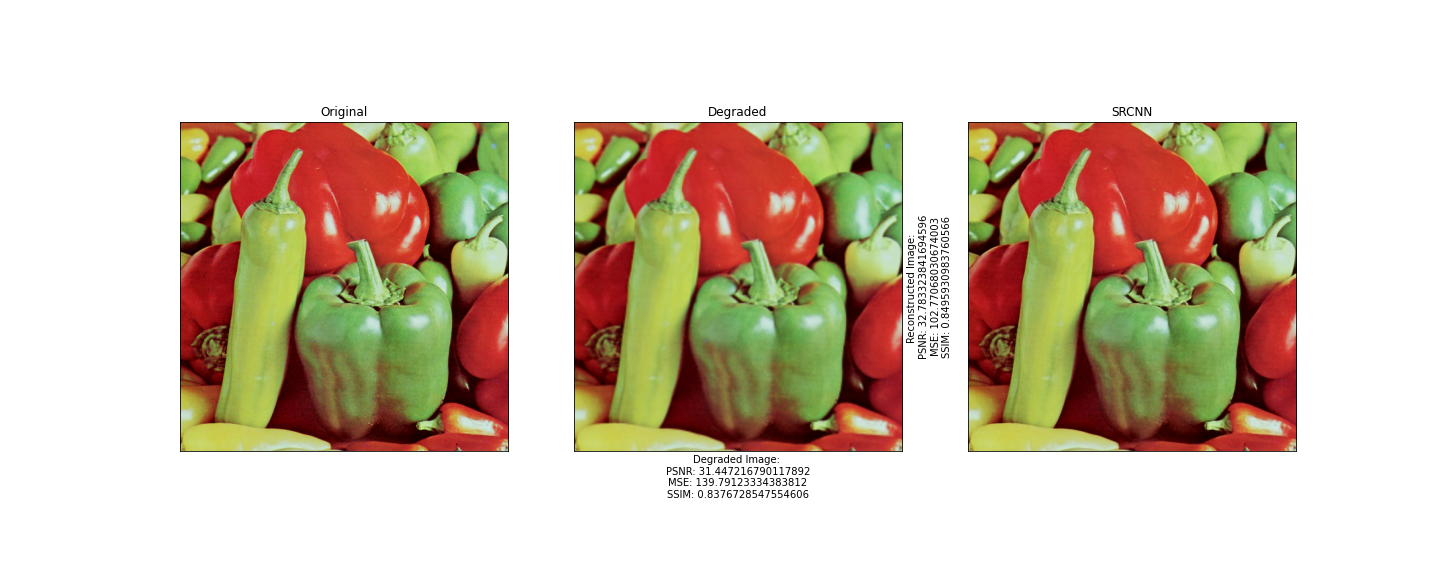 Original
Degraded
SRCNN
Reconstructed Image:
PSNR: 32.783323841694596
MSE: 102.77068030674003
SSIM: 0.8495930983760566
Degraded Image:
PSNR: 31.447216790117892
MSE: 139.79123334383812
SSIM: 0.8376728547554606